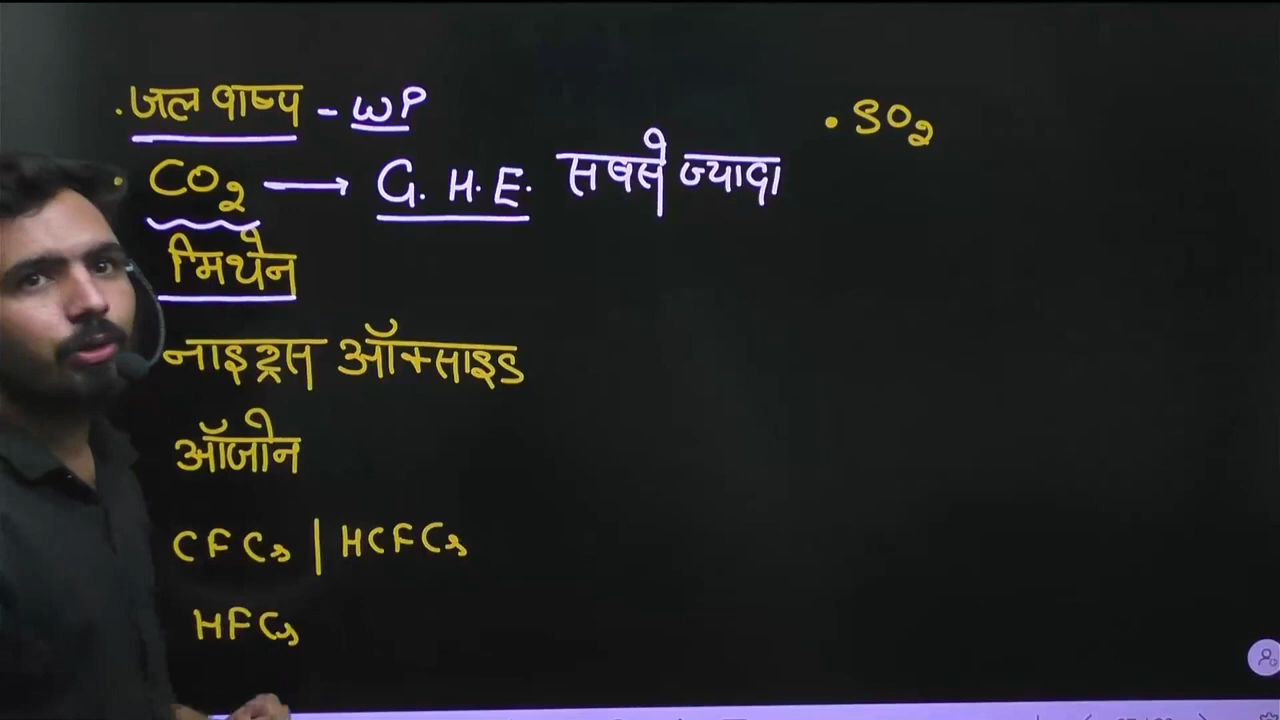 . जल वाष्प - WP
• SO2
• CO2 → G. H. E. सबसे ज्यादा
मिथेन
नाइट्रस ऑक्साइड
ऑजोन
CFCs | HCFCs
HFCs